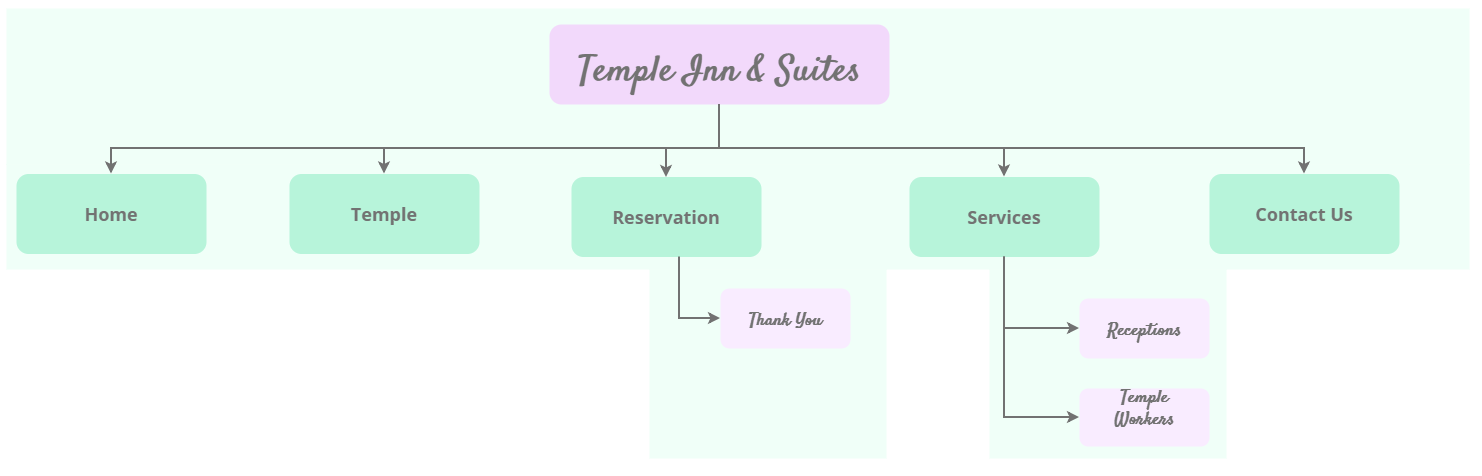 Temple Inn & Suites
Home
Temple
Reservation
Services
Contact Us
Thank You
Receptions
Temple
Workers